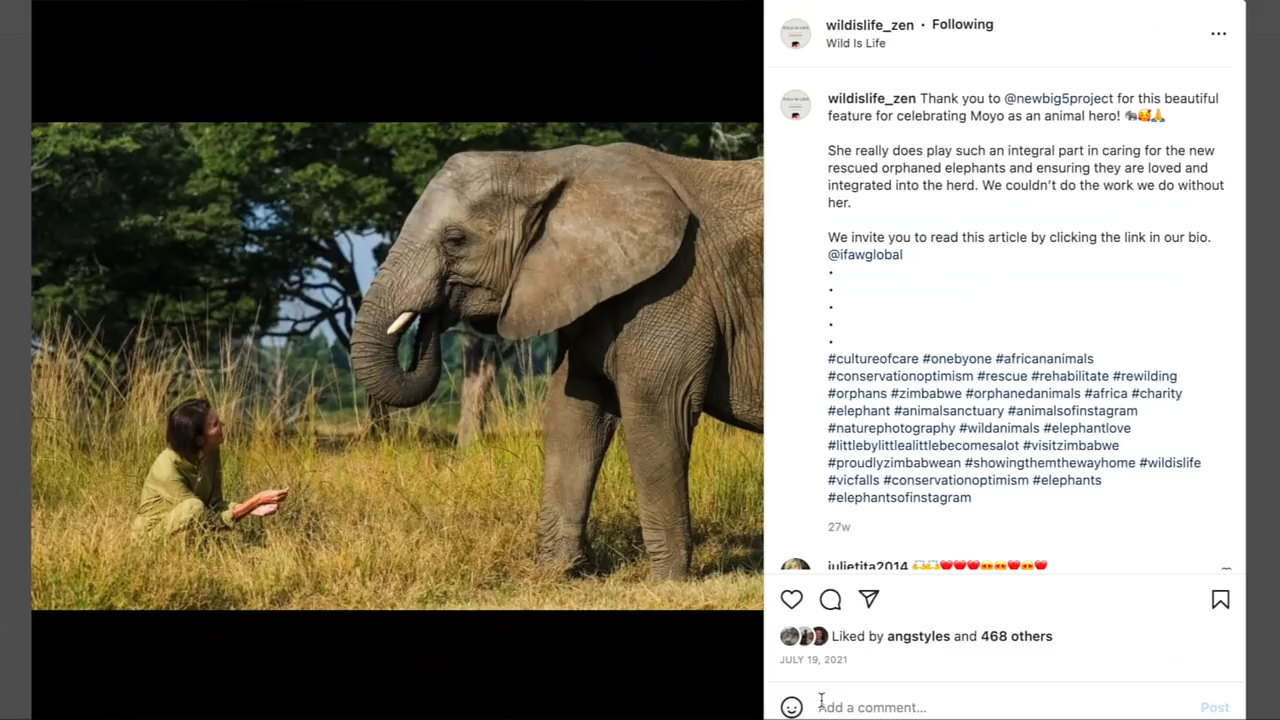 wildislife_zen • Following
Wild Is Life
wildislife_zen Thank you to @newbig5project for this beautiful
feature for celebrating Moyo as an animal hero! 🐘🥰🙏
She really does play such an integral part in caring for the new
rescued orphaned elephants and ensuring they are loved and
integrated into the herd. We couldn't do the work we do without
her.
We invite you to read this article by clicking the link in our bio.
@ifawglobal
.
.
.
.
.
#cultureofcare #onebyone #africananimals
#conservationoptimism #rescue #rehabilitate #rewilding
#orphans #zimbabwe #orphanedanimals #africa #charity
#elephant #animalsanctuary #animalsofinstagram
#naturephotography #wildanimals #elephantlove
#littlebylittlealittlebecomesalot #visitzimbabwe
#proudlyzimbabwean #showingthemthewayhome #wildislife
#vicfalls #conservationoptimism #elephants
#elephantsofinstagram
27w
julietita2014
Liked by angstyles and 468 others
JULY 19, 2021
Add a comment... Post